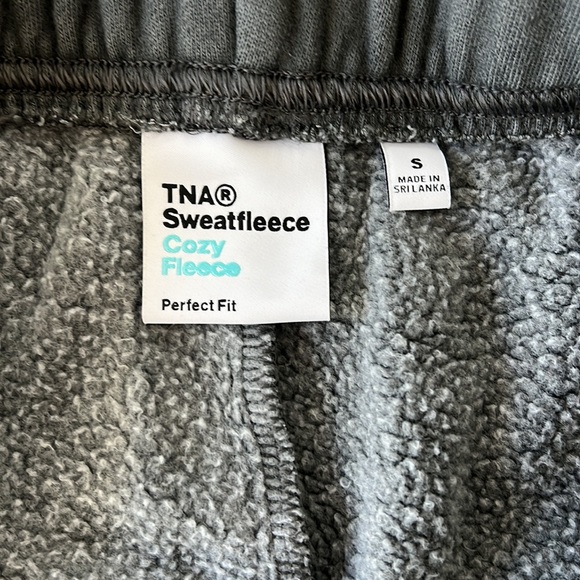 TNA®
Sweatfleece
Cozy
Fleece
Perfect Fit
S
MADE IN
SRI LANKA